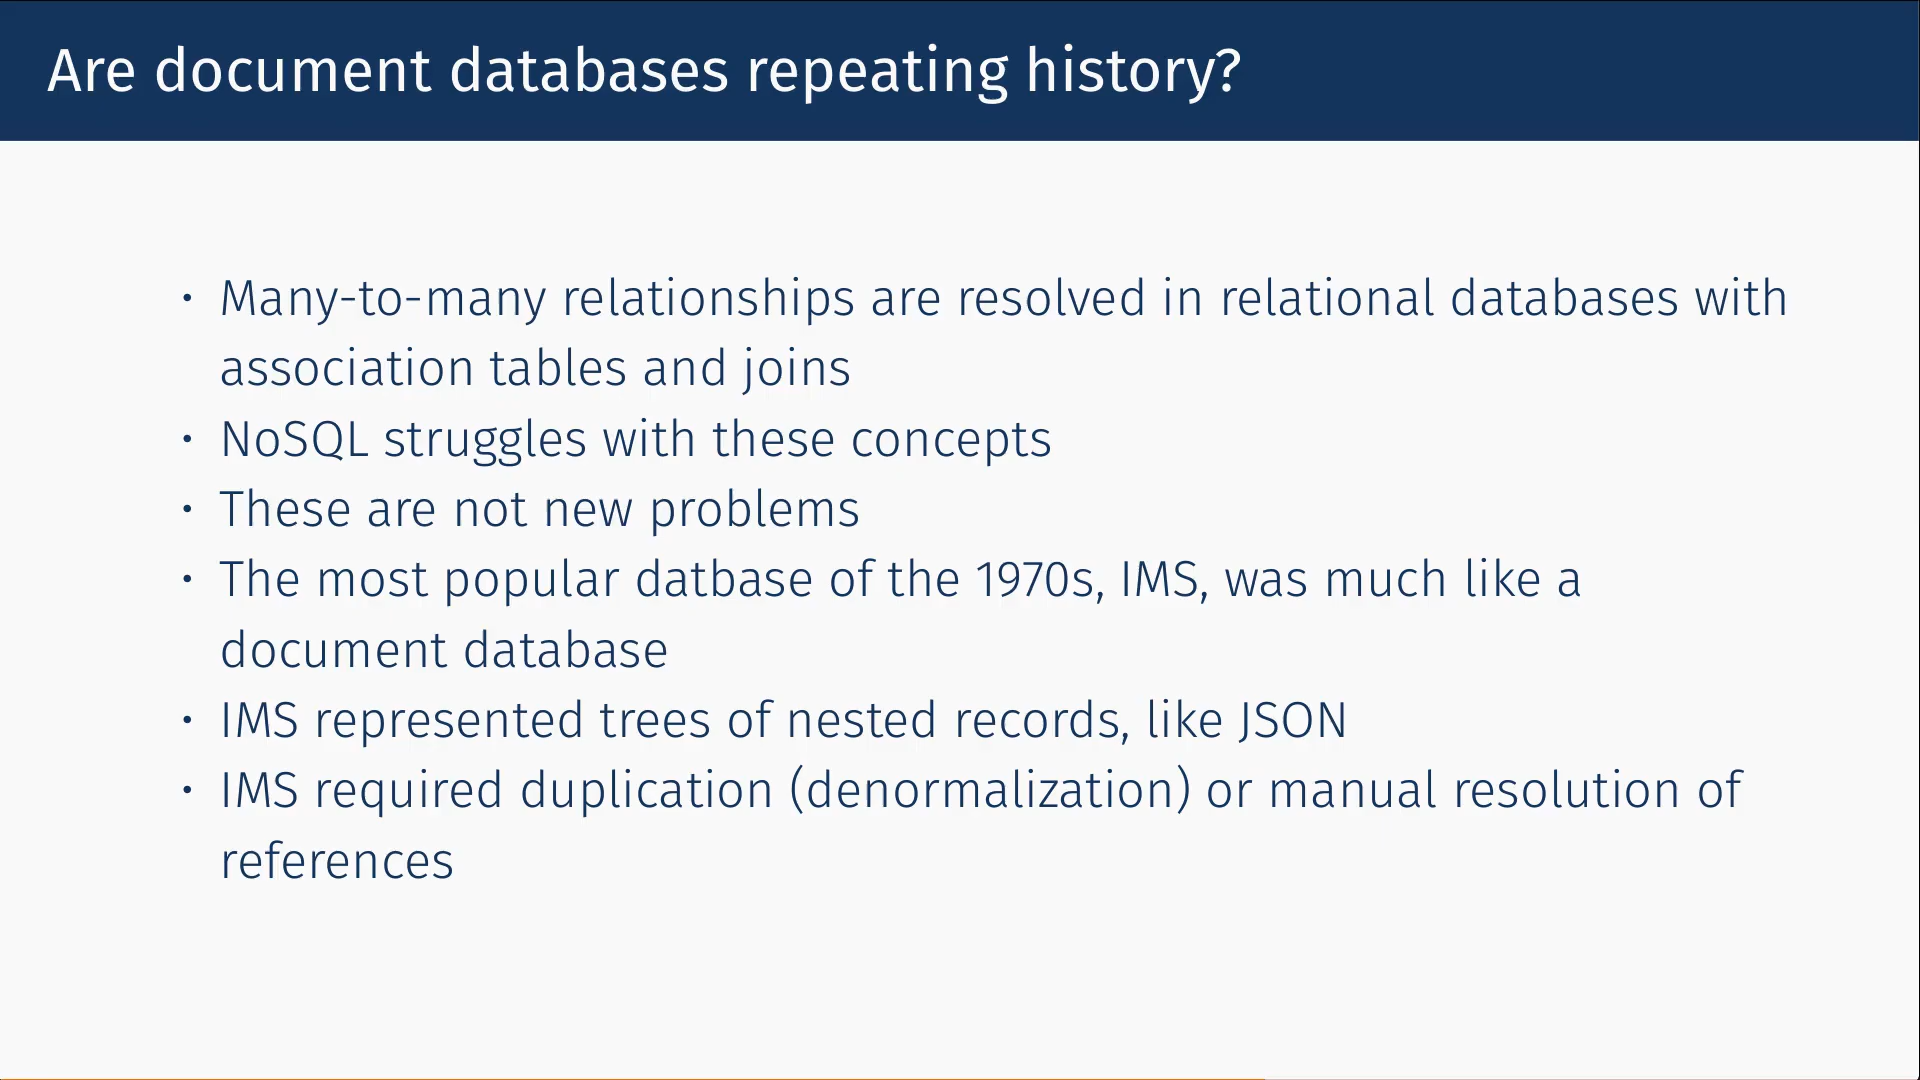 Are document databases repeating history?
• Many-to-many relationships are resolved in relational databases with
association tables and joins
• NoSQL struggles with these concepts
• These are not new problems
• The most popular datbase of the 1970s, IMS, was much like a
document database
• IMS represented trees of nested records, like JSON
• IMS required duplication (denormalization) or manual resolution of
references